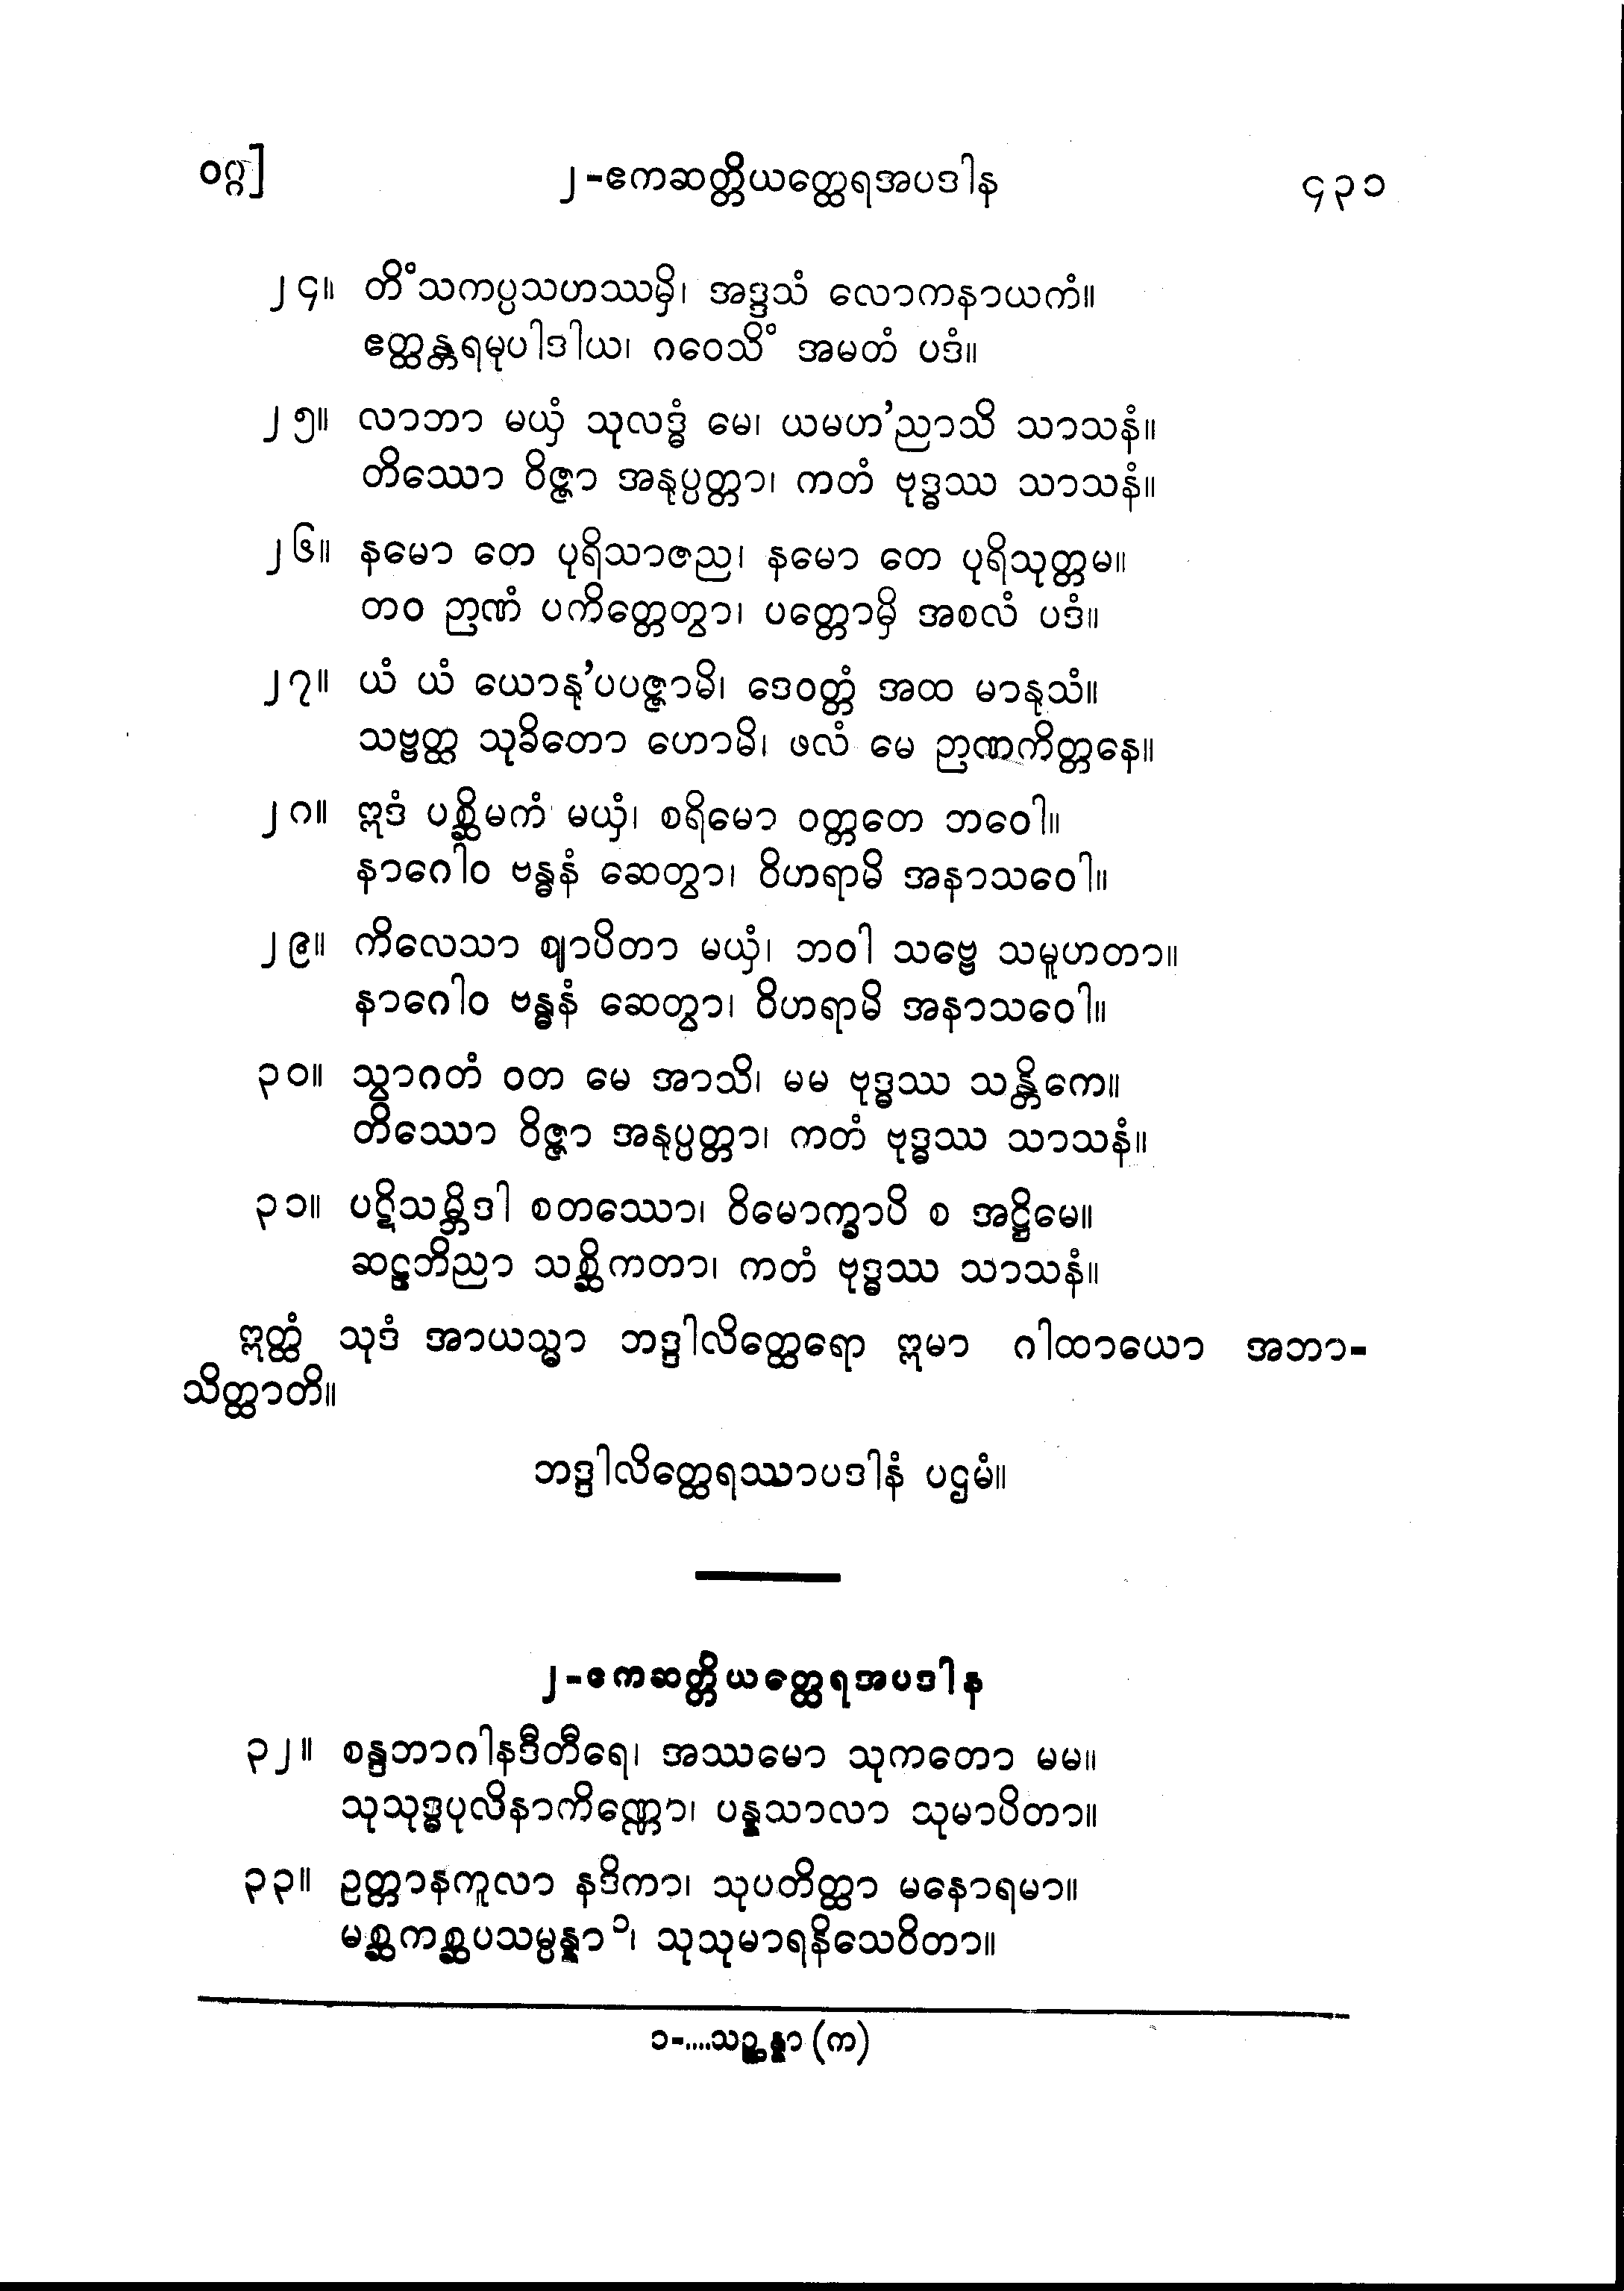 ဝဂ္ဂ] ၂-ဧကဆတ္တိယတ္ထေရအပဒါန ၄၃၁
၂၄။ တိံသကပ္ပသဟဿမှိ၊ အဒ္ဒသံ လောကနာယကံ။
ဧတ္ထန္တရမုပါဒါယ၊ ဂဝေသိံ အမတံ ပဒံ။
၂၅။ လာဘာ မယှံ သုလဒ္ဓံ မေ၊ ယမဟ’ညာသိ သာသနံ။
တိဿော ဝိဇ္ဇာ အနုပ္ပတ္တာ၊ ကတံ ဗုဒ္ဓဿ သာသနံ။
၂၆။ နမော တေ ပုရိသာဇည၊ နမော တေ ပုရိသုတ္တမ။
တဝ ဉာဏံ ပကိတ္တေတွာ၊ ပတ္တောမှိ အစလံ ပဒံ။
၂၇။ ယံ ယံ ယောနု’ပပဇ္ဇာမိ၊ ဒေဝတ္တံ အထ မာနုသံ။
သဗ္ဗတ္ထ သုခိတော ဟောမိ၊ ဖလံ မေ ဉာဏကိတ္တနေ။
၂၈။ ဣဒံ ပစ္ဆိမကံ မယှံ၊ စရိမော ဝတ္တတေ ဘဝေါ။
နာဂေါဝ ဗန္ဓနံ ဆေတွာ၊ ဝိဟရာမိ အနာသဝေါ။
၂၉။ ကိလေသာ ဈာပိတာ မယှံ၊ ဘဝါ သဗ္ဗေ သမူဟတာ။
နာဂေါဝ ဗန္ဓနံ ဆေတွာ၊ ဝိဟရာမိ အနာသဝေါ။
၃၀။ သွာဂတံ ဝတ မေ အာသိ၊ မမ ဗုဒ္ဓဿ သန္တိကေ။
တိဿော ဝိဇ္ဇာ အနုပ္ပတ္တာ၊ ကတံ ဗုဒ္ဓဿ သာသနံ။
၃၁။ ပဋိသမ္ဘိဒါ စတဿော၊ ဝိမောက္ခာပိ စ အဋ္ဌိမေ။
ဆဠဘိညာ သစ္ဆိကတာ၊ ကတံ ဗုဒ္ဓဿ သာသနံ။
ဣတ္ထံ သုဒံ အာယသ္မာ ဘဒ္ဒါလိတ္ထေရော ဣမာ ဂါထာယော အဘာ-
သိတ္ထာတိ။
ဘဒ္ဒါလိတ္ထေရဿာပဒါနံ ပဌမံ။
၂-ဧကဆတ္တိယတ္ထေရအပဒါန
၃၂။ စန္ဒဘာဂါနဒီတီရေ၊ အဿမော သုကတော မမ။
သုသုဒ္ဓပုလိနာကိဏ္ဏော၊ ပန္နသာလာ သုမာပိတာ။
၃၃။ ဥတ္တာနကူလာ နဒိကာ၊ သုပတိတ္ထာ မနောရမာ။
မစ္ဆကစ္ဆပသမ္ပန္နာ၁၊ သုသုမာရနိသေဝိတာ။
၁-....သဉ္ဆန္နာ (က)